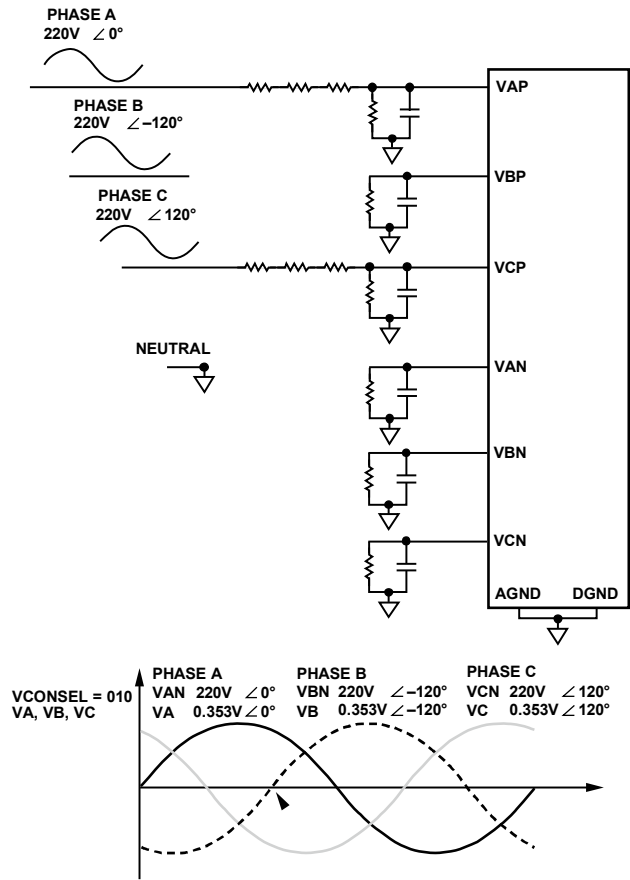 PHASE A
220V ∠ 0°
PHASE B
220V ∠ –120°
PHASE C
220V ∠ 120°
NEUTRAL
VAP
VBP
VCP
VAN
VBN
VCN
AGND DGND
VCONSEL = 010
VA, VB, VC
PHASE A
VAN 220V ∠ 0°
VA 0.353V ∠ 0°
PHASE B
VBN 220V ∠ –120°
VB 0.353V ∠ –120°
PHASE C
VCN 220V ∠ 120°
VC 0.353V ∠ 120°